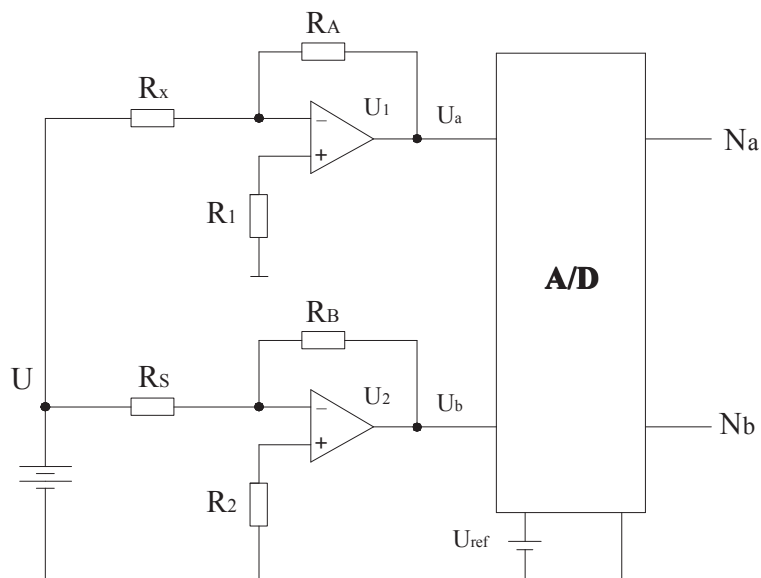 RA
Rx
U1
Ua
−
+
Na
R1
A/D
RB
U
RS
U2
Ub
−
+
Nb
R2
Uref